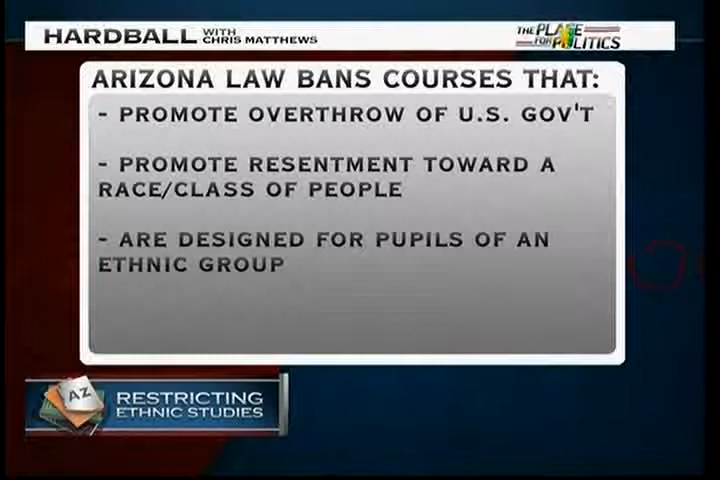 HARDBALL WITH CHRIS MATTHEWS
THE PLACE FOR POLITICS
ARIZONA LAW BANS COURSES THAT:
- PROMOTE OVERTHROW OF U.S. GOV'T
- PROMOTE RESENTMENT TOWARD A
RACE/CLASS OF PEOPLE
- ARE DESIGNED FOR PUPILS OF AN
ETHNIC GROUP
AZ
RESTRICTING
ETHNIC STUDIES